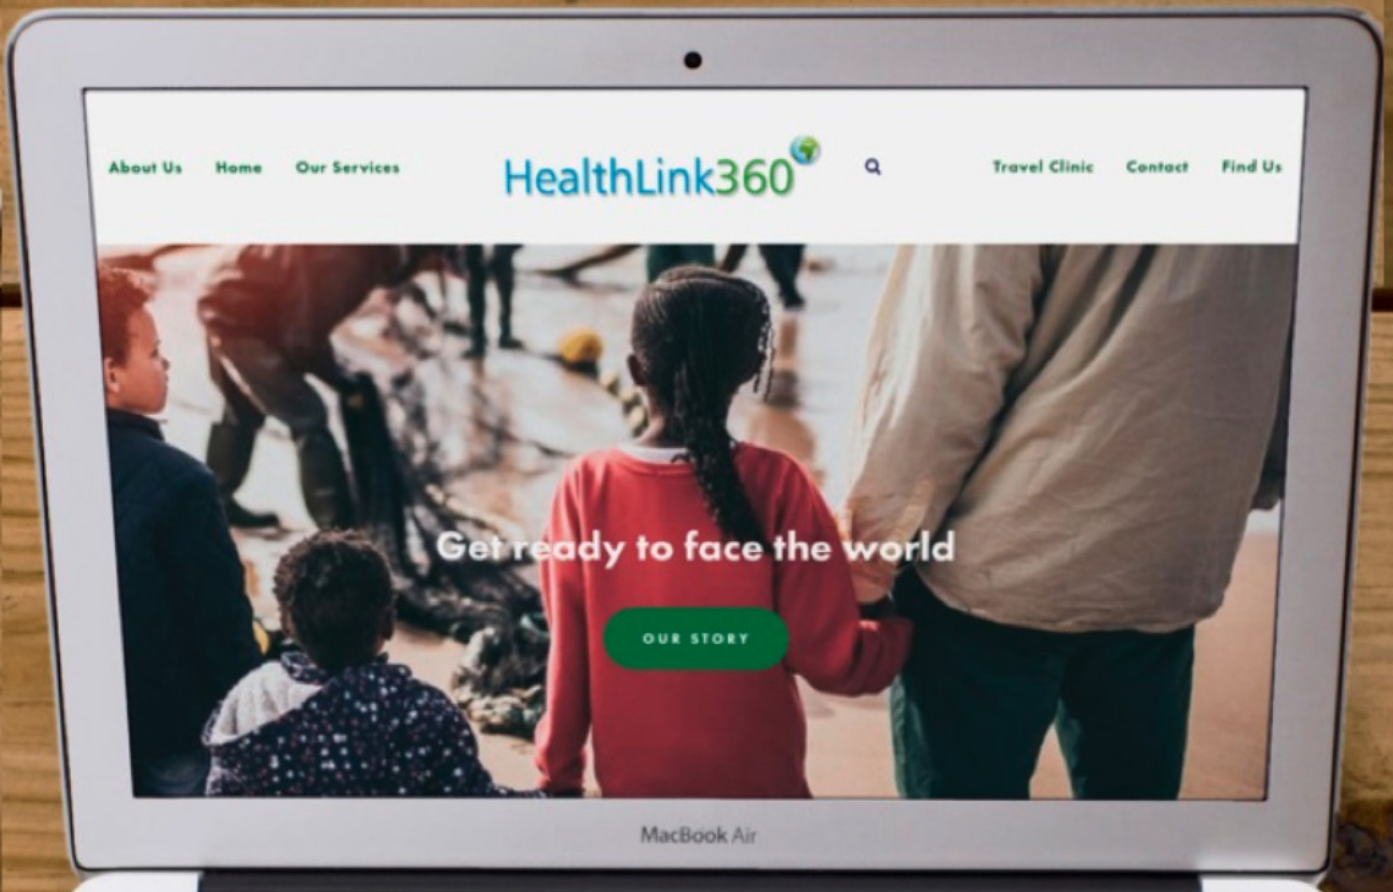 About Us Home Our Services HealthLink360 Travel Clinic Contact Find Us
Get ready to face the world
OUR STORY
MacBook Air